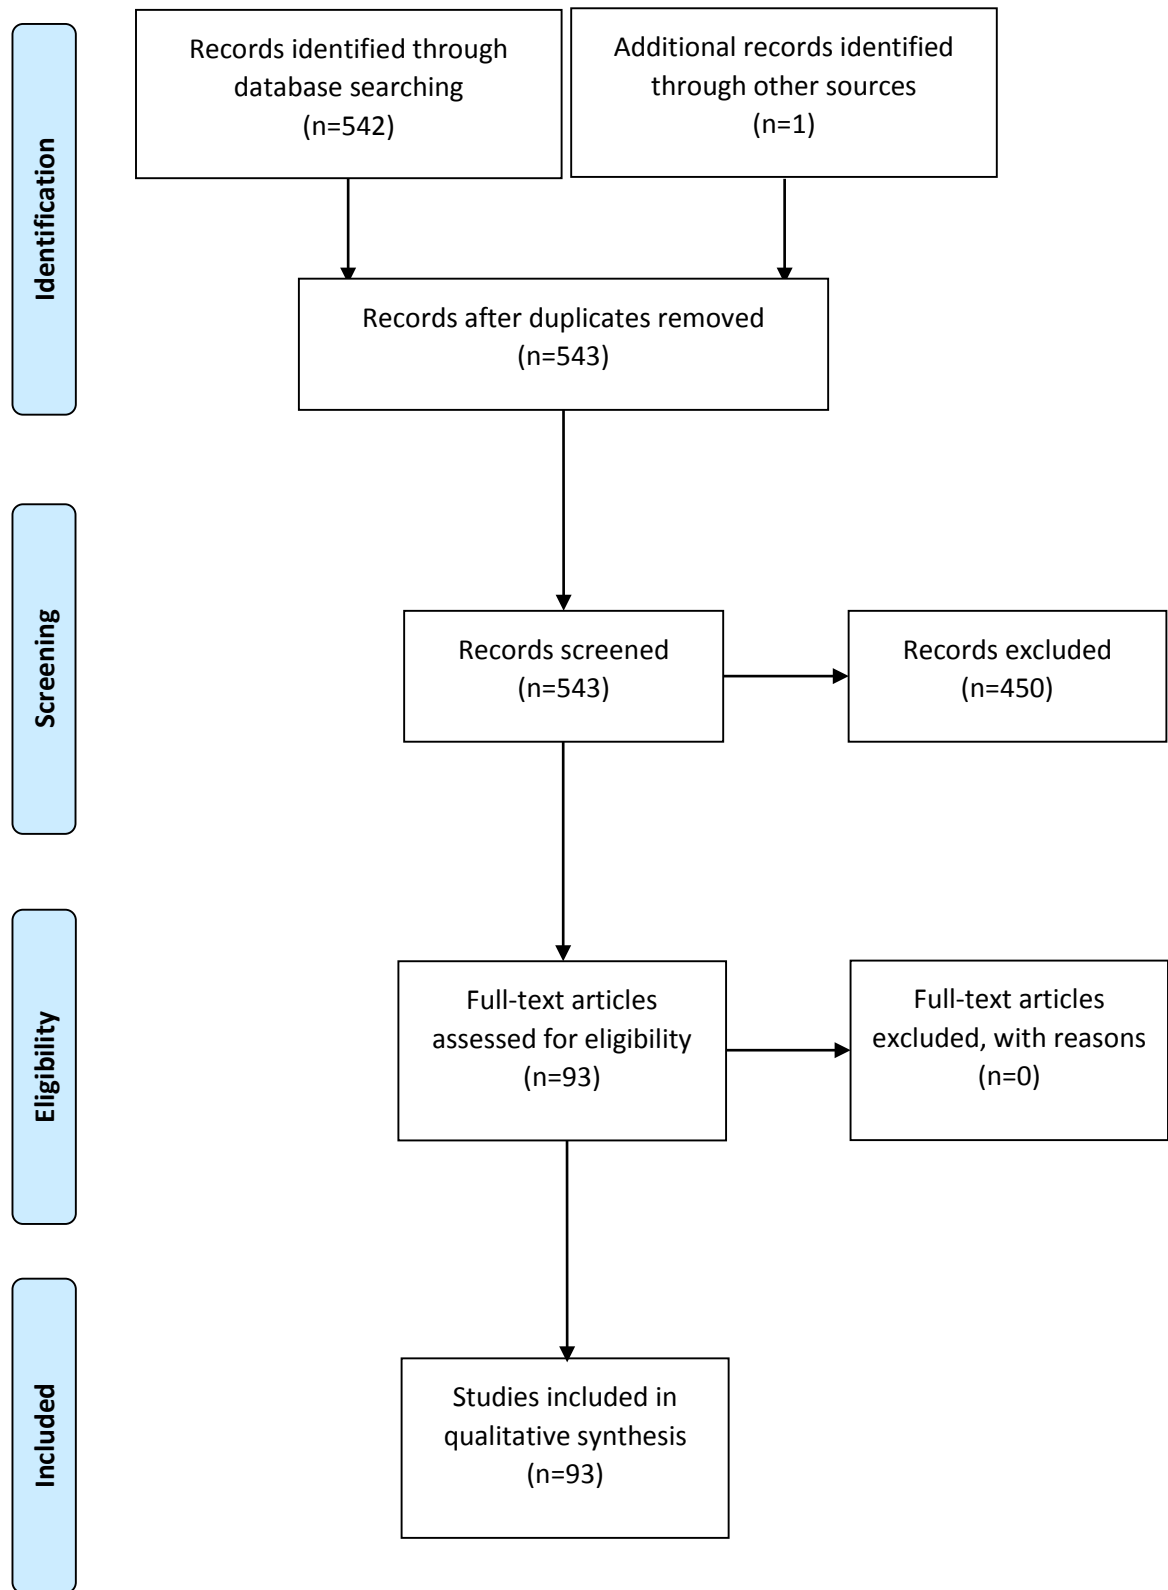 Identification
Records identified through
database searching
(n=542)
Additional records identified
through other sources
(n=1)
Records after duplicates removed
(n=543)
Screening
Records screened
(n=543)
Records excluded
(n=450)
Eligibility
Full-text articles
assessed for eligibility
(n=93)
Full-text articles
excluded, with reasons
(n=0)
Included
Studies included in
qualitative synthesis
(n=93)